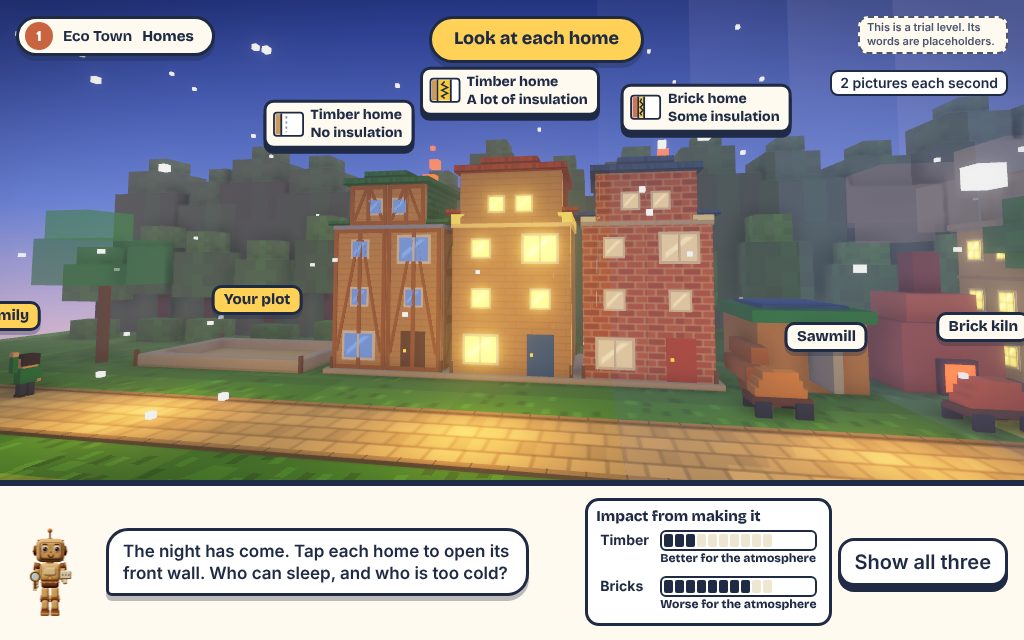 1 Eco Town Homes
Look at each home
This is a trial level. Its
words are placeholders.
2 pictures each second
Timber home
A lot of insulation
Timber home
No insulation
Brick home
Some insulation
Your plot
mily
Sawmill
Brick kiln
The night has come. Tap each home to open its
front wall. Who can sleep, and who is too cold?
Impact from making it
Timber
Better for the atmosphere
Bricks
Worse for the atmosphere
Show all three